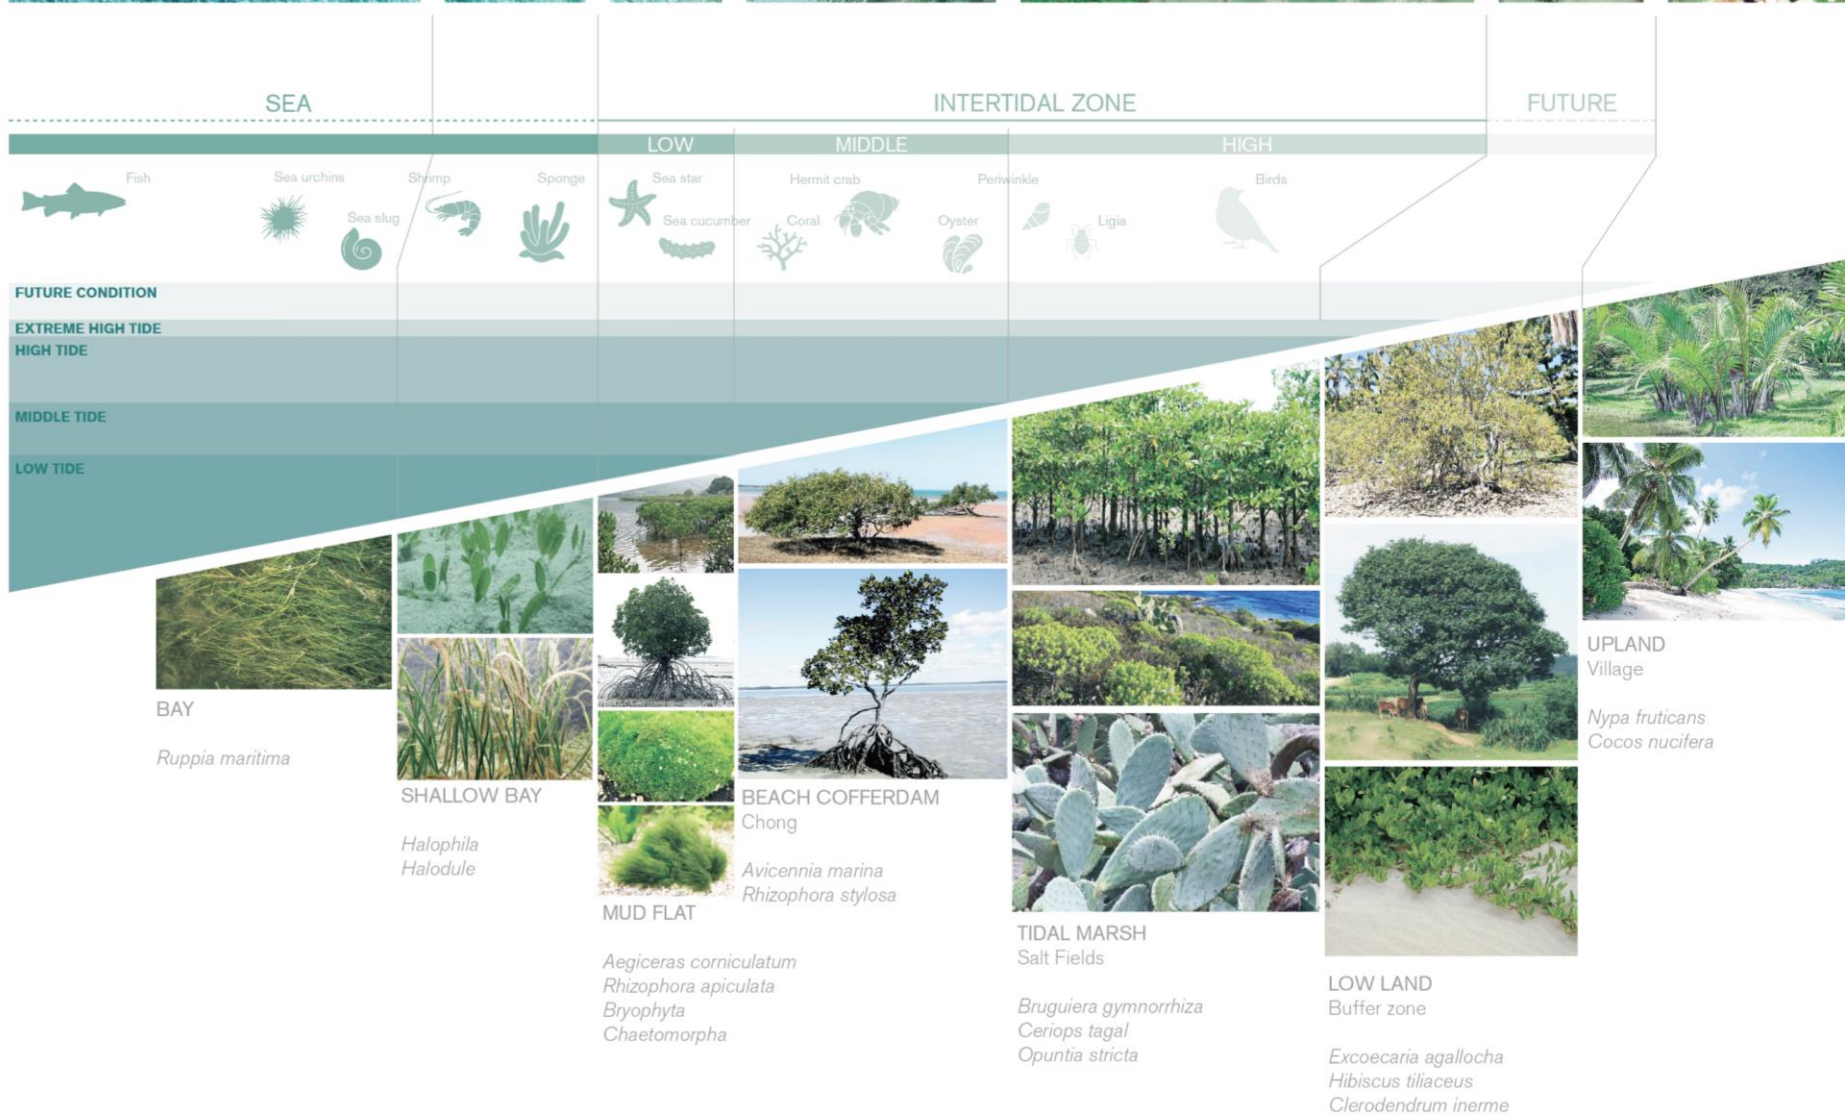 SEA
INTERTIDAL ZONE
FUTURE
LOW
MIDDLE
HIGH
Fish
Sea urchins
Sea slug
Shrimp
Sponge
Sea star
Sea cucumber
Coral
Hermit crab
Oyster
Periwinkle
Ligia
Birds
FUTURE CONDITION
EXTREME HIGH TIDE
HIGH TIDE
MIDDLE TIDE
LOW TIDE
BAY
Ruppia maritima
SHALLOW BAY
Halophila
Halodule
MUD FLAT
Aegiceras corniculatum
Rhizophora apiculata
Bryophyta
Chaetomorpha
BEACH COFFERDAM
Chong
Avicennia marina
Rhizophora stylosa
TIDAL MARSH
Salt Fields
Bruguiera gymnorrhiza
Ceriops tagal
Opuntia stricta
LOW LAND
Buffer zone
Excoecaria agallocha
Hibiscus tiliaceus
Clerodendrum inerme
UPLAND
Village
Nypa fruticans
Cocos nucifera